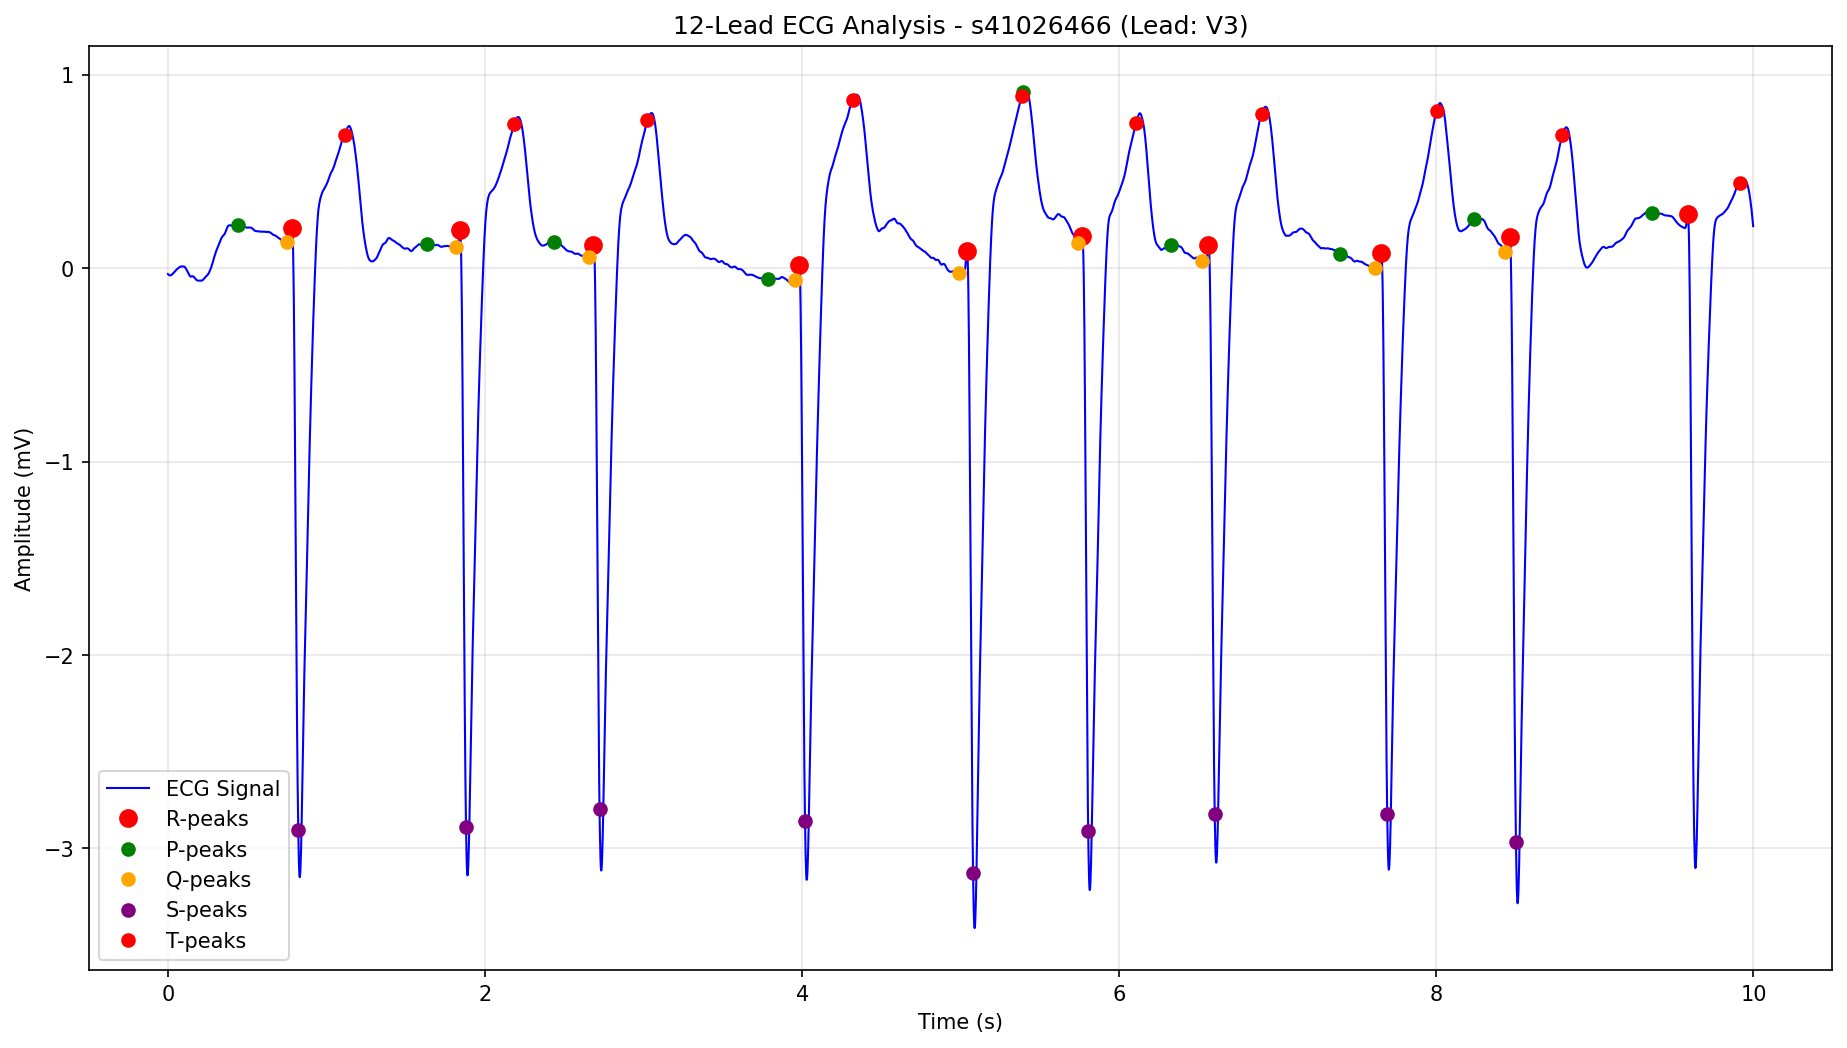 12-Lead ECG Analysis - s41026466 (Lead: V3)
1
0
−1
−2
−3
Amplitude (mV)
ECG Signal
R-peaks
P-peaks
Q-peaks
S-peaks
T-peaks
0 2 4 6 8 10
Time (s)